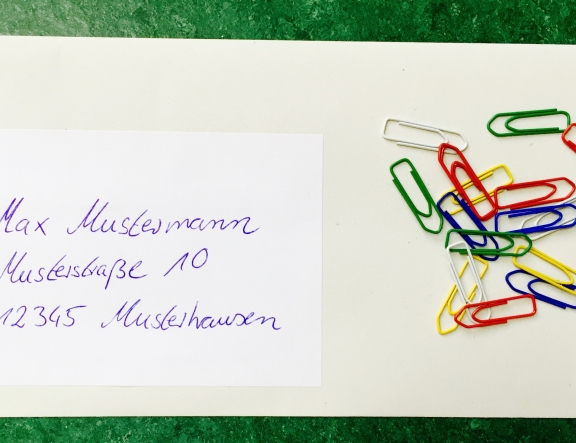 Max Mustermann
Musterstraße 10
12345 Musterhausen